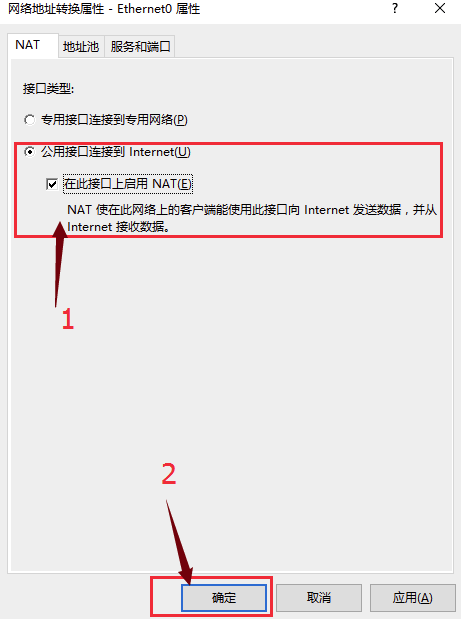 网络地址转换属性 - Ethernet0 属性
?
NAT 地址池 服务和端口
接口类型:
专用接口连接到专用网络(P)
公用接口连接到 Internet(U)
在此接口上启用 NAT(E)
NAT 使在此网络上的客户端能使用此接口向 Internet 发送数据，并从
Internet 接收数据。
1
2
确定 取消 应用(A)